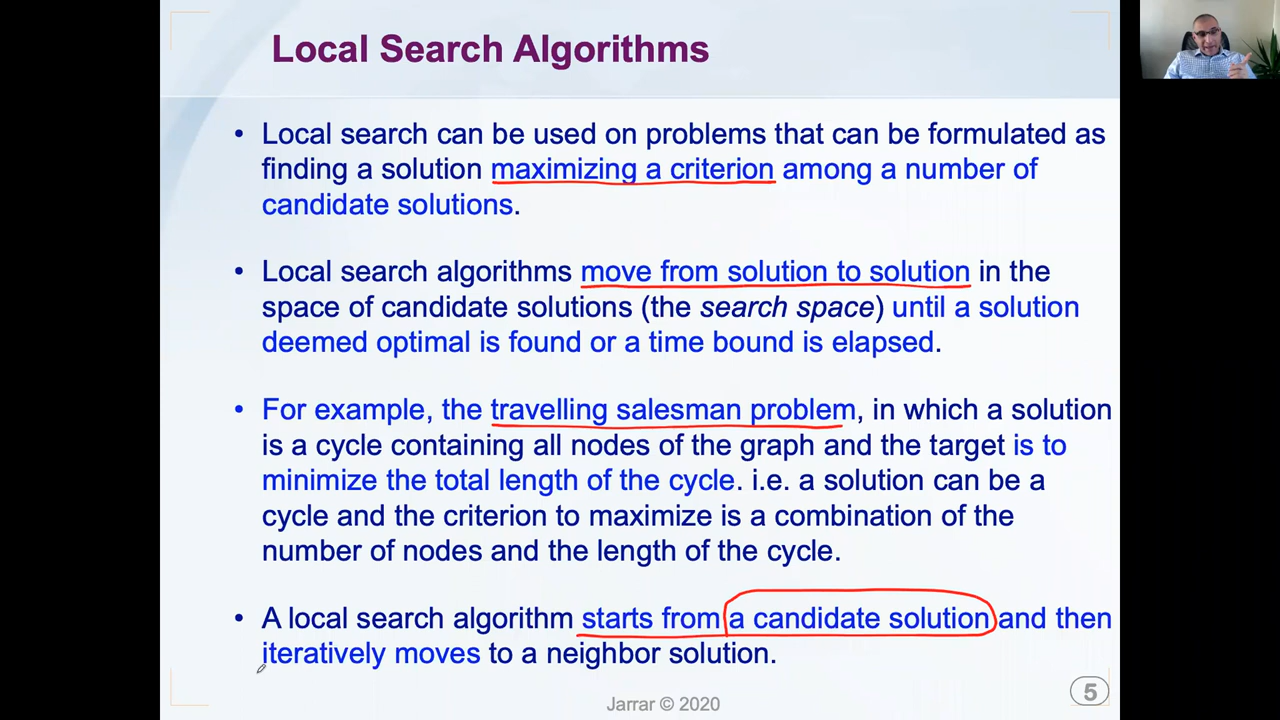 Local Search Algorithms
• Local search can be used on problems that can be formulated as
finding a solution maximizing a criterion among a number of
candidate solutions.
• Local search algorithms move from solution to solution in the
space of candidate solutions (the search space) until a solution
deemed optimal is found or a time bound is elapsed.
• For example, the travelling salesman problem, in which a solution
is a cycle containing all nodes of the graph and the target is to
minimize the total length of the cycle. i.e. a solution can be a
cycle and the criterion to maximize is a combination of the
number of nodes and the length of the cycle.
• A local search algorithm starts from a candidate solution and then
iteratively moves to a neighbor solution.
Jarrar © 2020
5